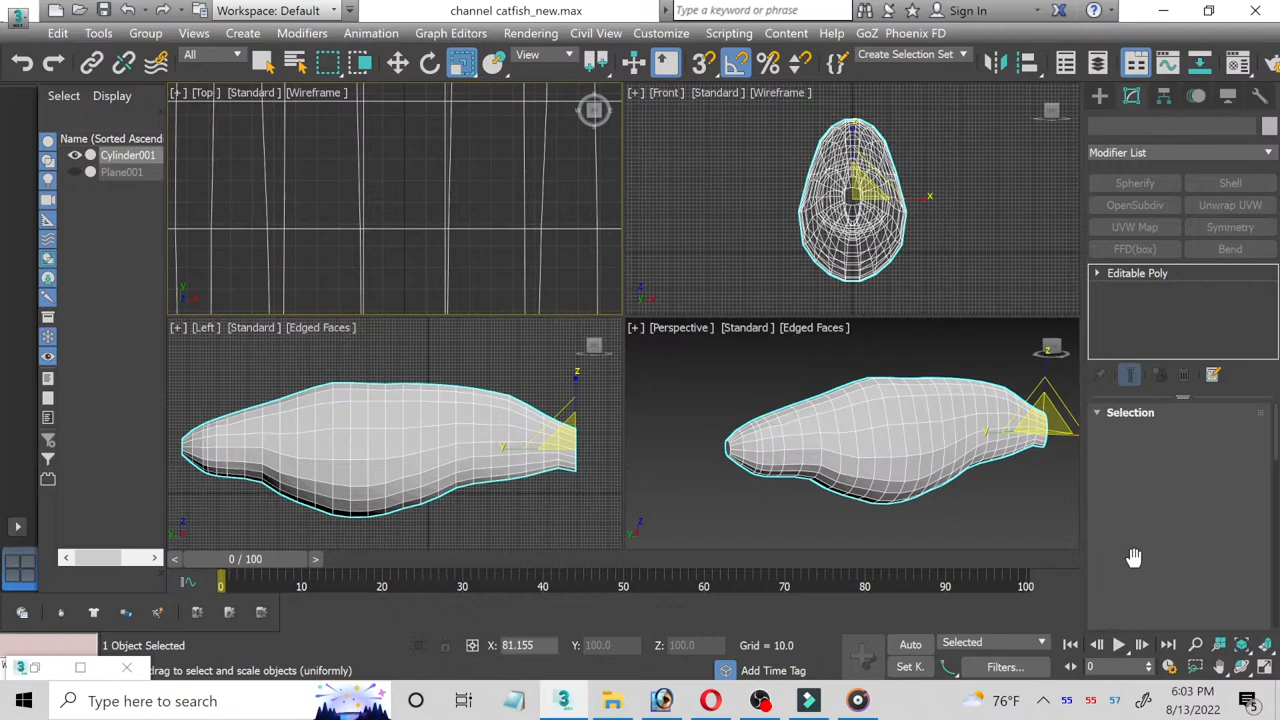 Workspace: Default
channel catfish_new.max
Type a keyword or phrase
Sign In
Edit Tools Group Views Create Modifiers Animation Graph Editors Rendering Civil View Customize Scripting Content Help GoZ Phoenix FD
All
View
Create Selection Set
Select Display
Name (Sorted Ascend
Cylinder001
Plane001
[+] [Top] [Standard] [Wireframe]
[+] [Front] [Standard] [Wireframe]
[+] [Left] [Standard] [Edged Faces]
[+] [Perspective] [Standard] [Edged Faces]
Modifier List
Spherify Shell
OpenSubdiv Unwrap UVW
UVW Map Symmetry
FFD(box) Bend
Editable Poly
Selection
0 / 100
0 10 20 30 40 50 60 70 80 90 100
1 Object Selected
X: 81.155 Y: 100.0 Z: 100.0 Grid = 10.0
Auto Selected
drag to select and scale objects (uniformly)
Add Time Tag
Set K. Filters...
0
Type here to search
76°F
55 55 57
6:03 PM
8/13/2022
5